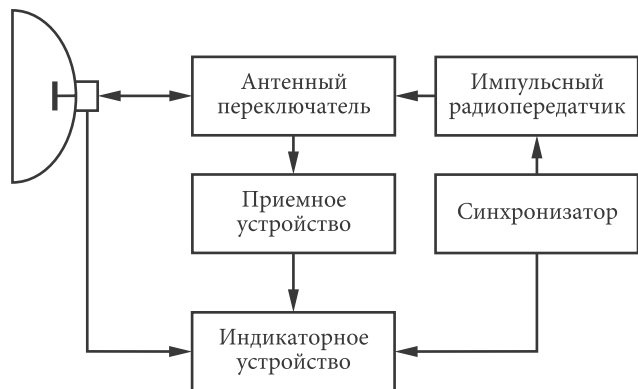 Антенный
переключатель
Импульсный
радиопередатчик
Приемное
устройство
Синхронизатор
Индикаторное
устройство